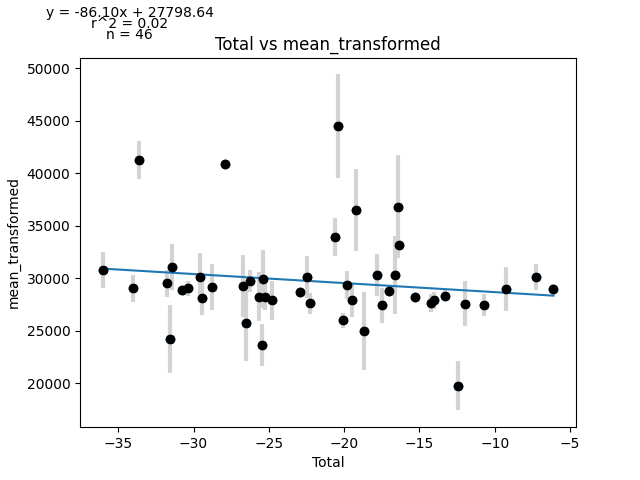 y = -86.10x + 27798.64
r^2 = 0.02
n = 46
Total vs mean_transformed
50000
45000
40000
35000
30000
25000
20000
mean_transformed
−35 −30 −25 −20 −15 −10 −5
Total